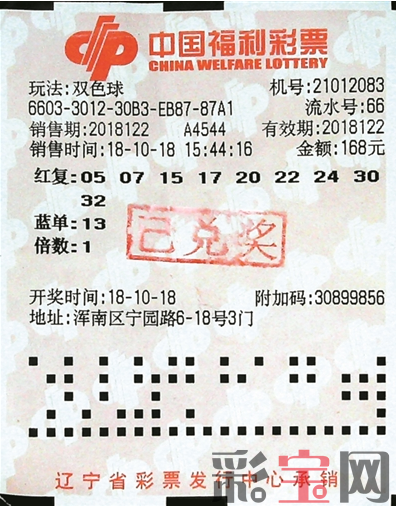 中国福利彩票
CHINA WELFARE LOTTERY
玩法:双色球 机号:21012083
6603-3012-30B3-EB87-87A1 流水号:66
销售期:2018122 A4544 有效期:2018122
销售时间:18-10-18 15:44:16 金额:168元
红复:05 07 15 17 20 22 24 30
32
蓝单:13
倍数:1
已兑奖
开奖时间:18-10-18 附加码:30899856
地址:浑南区宁园路6-18号3门
辽宁省彩票发行中心承销
彩宝网